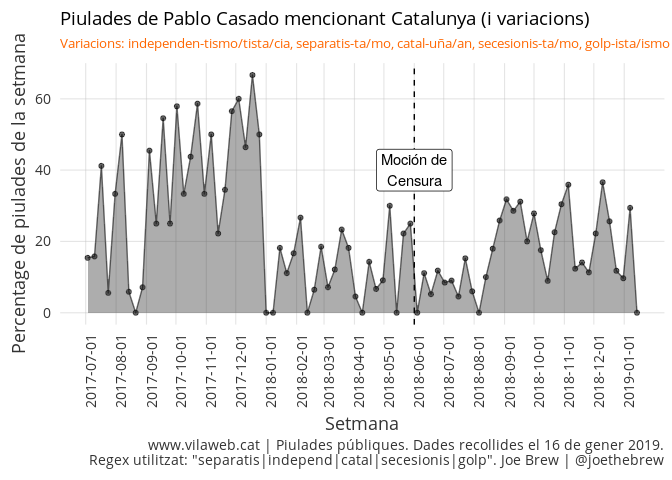 Piulades de Pablo Casado mencionant Catalunya (i variacions)
Variacions: independen-tismo/tista/cia, separatis-ta/mo, catal-uña/an, secesionis-ta/mo, golp-ista/ismo
Percentage de piulades de la setmana
60
40
20
0
Moción de
Censura
2017-07-01
2017-08-01
2017-09-01
2017-10-01
2017-11-01
2017-12-01
2018-01-01
2018-02-01
2018-03-01
2018-04-01
2018-05-01
2018-06-01
2018-07-01
2018-08-01
2018-09-01
2018-10-01
2018-11-01
2018-12-01
2019-01-01
Setmana
www.vilaweb.cat | Piulades públiques. Dades recollides el 16 de gener 2019.
Regex utilitzat: "separatis|independ|catal|secesionis|golp". Joe Brew | @joethebrew